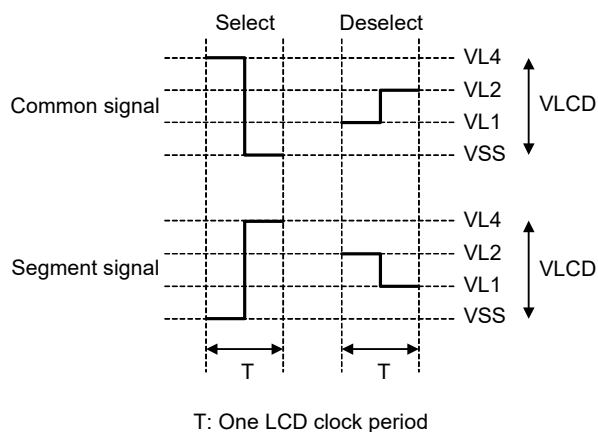 Select Deselect
VL4
VL2
Common signal VLCD
VL1
VSS
VL4
VL2
Segment signal VLCD
VL1
VSS
T T
T: One LCD clock period